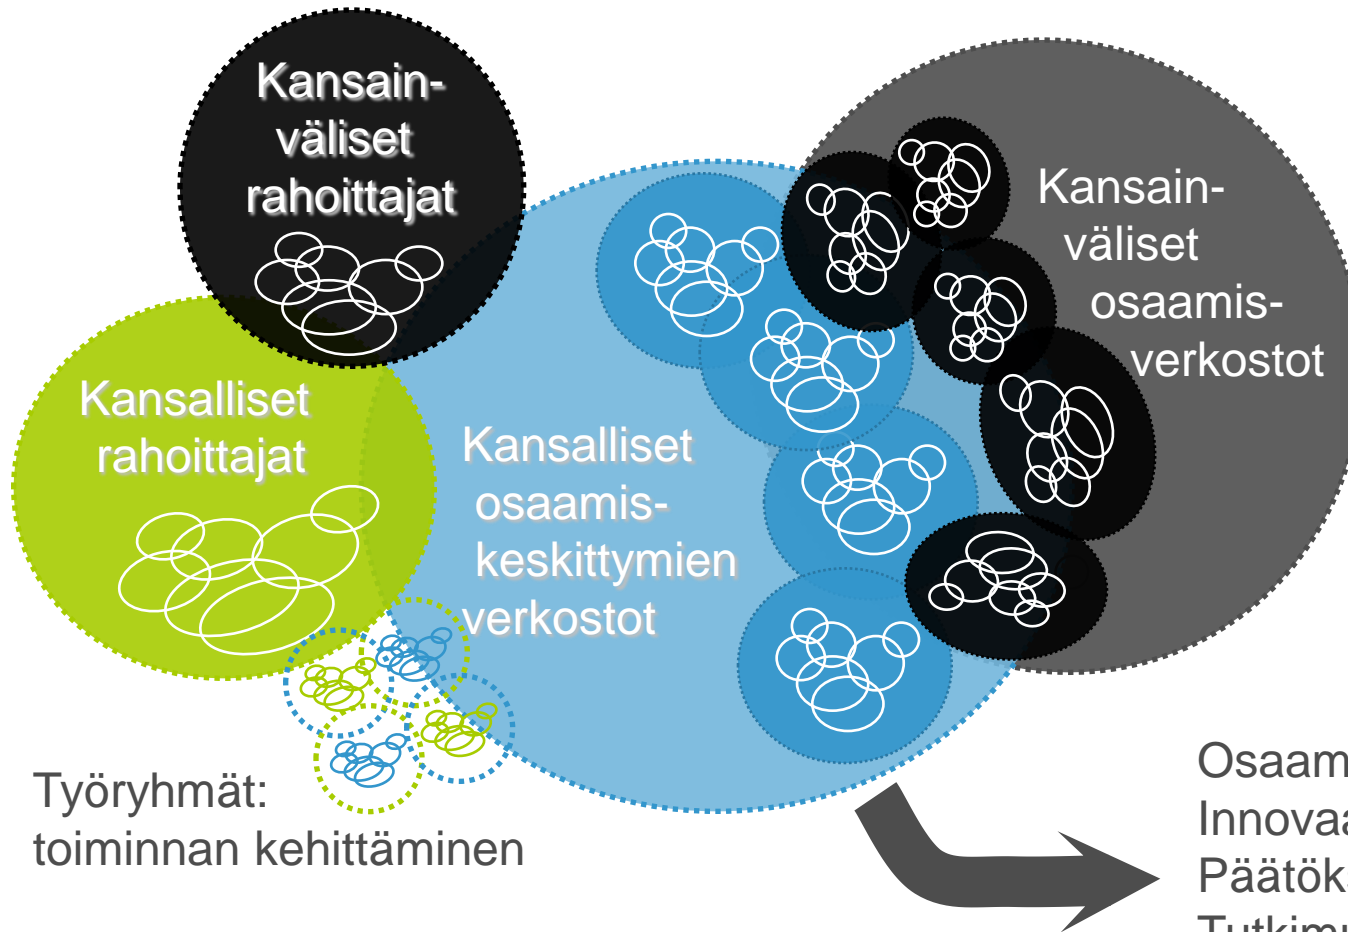 Kansain-
väliset
rahoittajat
Kansain-
väliset
osaamis-
verkostot
Kansalliset
rahoittajat
Kansalliset
osaamis-
keskittymien
verkostot
Työryhmät:
toiminnan kehittäminen